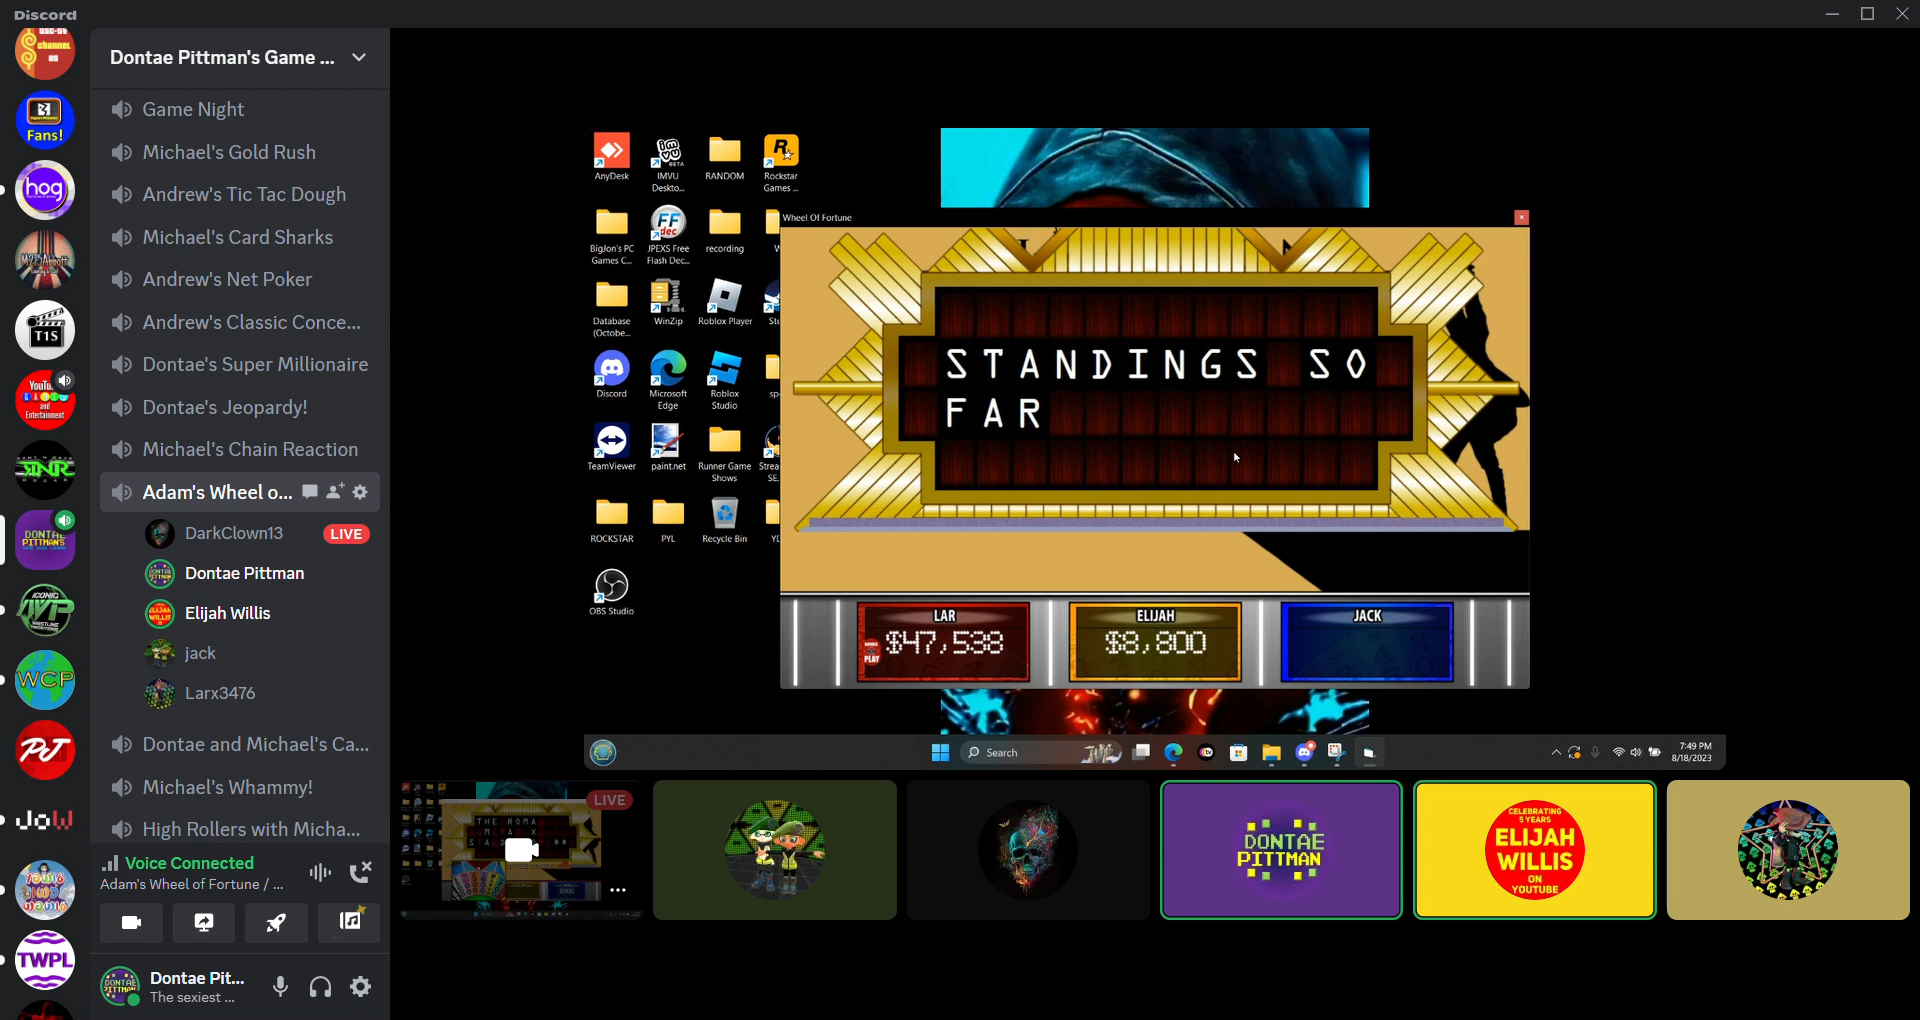 Discord
Dontae Pittman's Game ...
Game Night
Michael's Gold Rush
Andrew's Tic Tac Dough
Michael's Card Sharks
Andrew's Net Poker
Andrew's Classic Conce...
Dontae's Super Millionaire
Dontae's Jeopardy!
Michael's Chain Reaction
Adam's Wheel o...
DarkClown13
LIVE
Dontae Pittman
Elijah Willis
jack
Larx3476
Dontae and Michael's Ca...
Michael's Whammy!
High Rollers with Micha...
Voice Connected
Adam's Wheel of Fortune / ...
Dontae Pit...
The sexiest ...
channel
Fans!
hog
T1S
WCP
PJT
JoW
TWPL
AnyDesk
IMVU
Deskto...
RANDOM
Rockstar
Games ...
BigJon's PC
Games C...
JPEXS Free
Flash Dec...
recording
Database
(Octobe...
WinZip
Roblox Player
Discord
Microsoft
Edge
Roblox
Studio
TeamViewer
paint.net
Runner Game
Shows
ROCKSTAR
PYL
Recycle Bin
OBS Studio
Wheel Of Fortune
STANDINGS SO
FAR
LAR
$47,538
PLAY
ELIJAH
$8,800
JACK
Search
7:49 PM
8/18/2023
LIVE
DONTAE
PITTMAN
CELEBRATING
5 YEARS
ELIJAH
WILLIS
ON
YOUTUBE